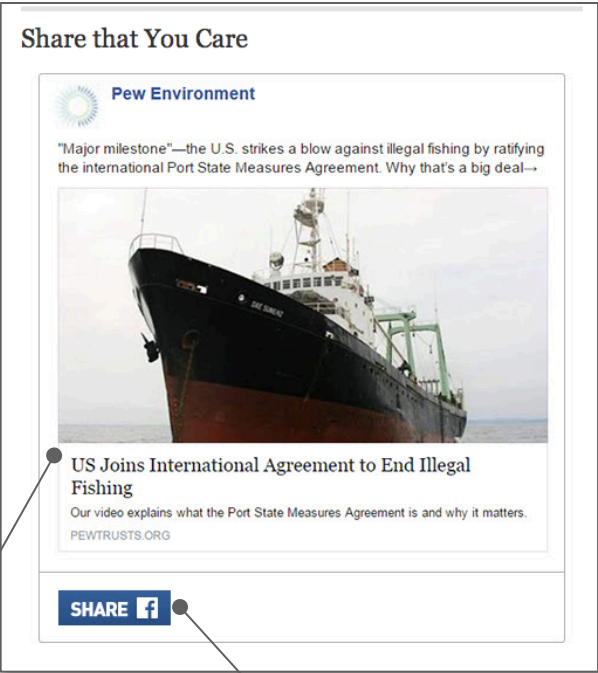 Share that You Care
Pew Environment
"Major milestone"—the U.S. strikes a blow against illegal fishing by ratifying
the international Port State Measures Agreement. Why that's a big deal→
US Joins International Agreement to End Illegal
Fishing
Our video explains what the Port State Measures Agreement is and why it matters.
PEWTRUSTS.ORG
SHARE f